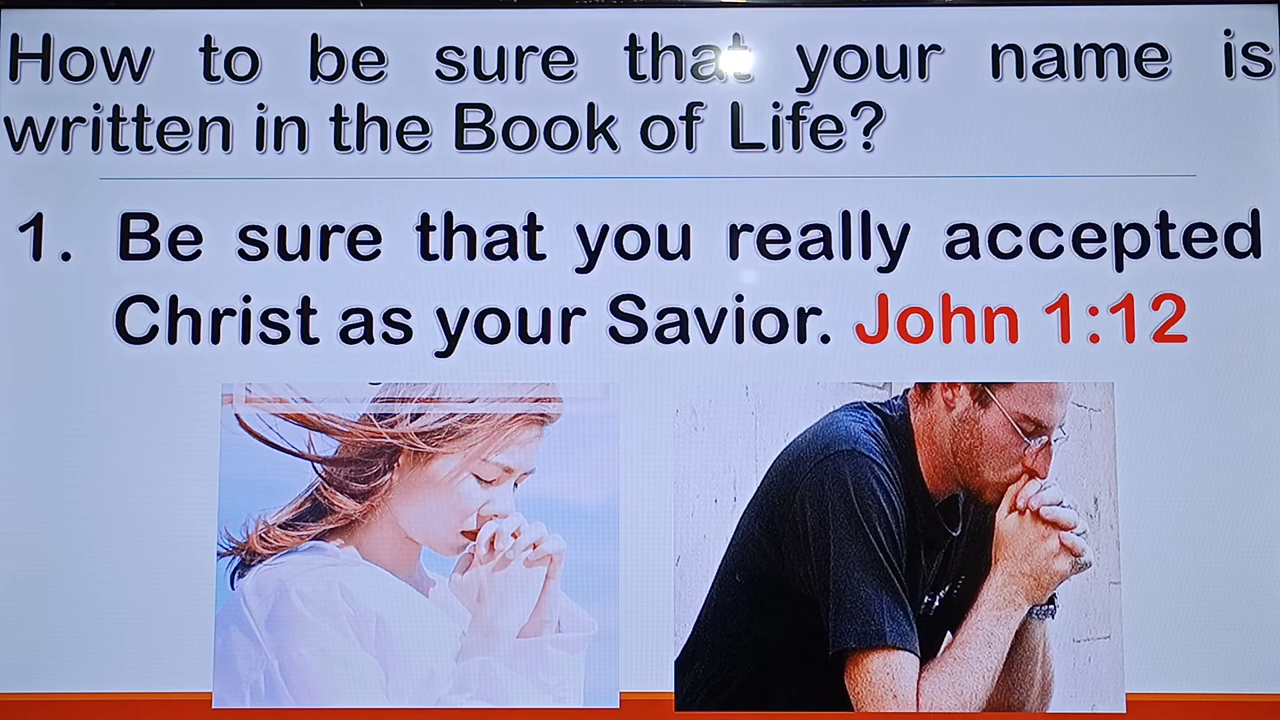 How to be sure that your name is
written in the Book of Life?
1. Be sure that you really accepted
Christ as your Savior. John 1:12